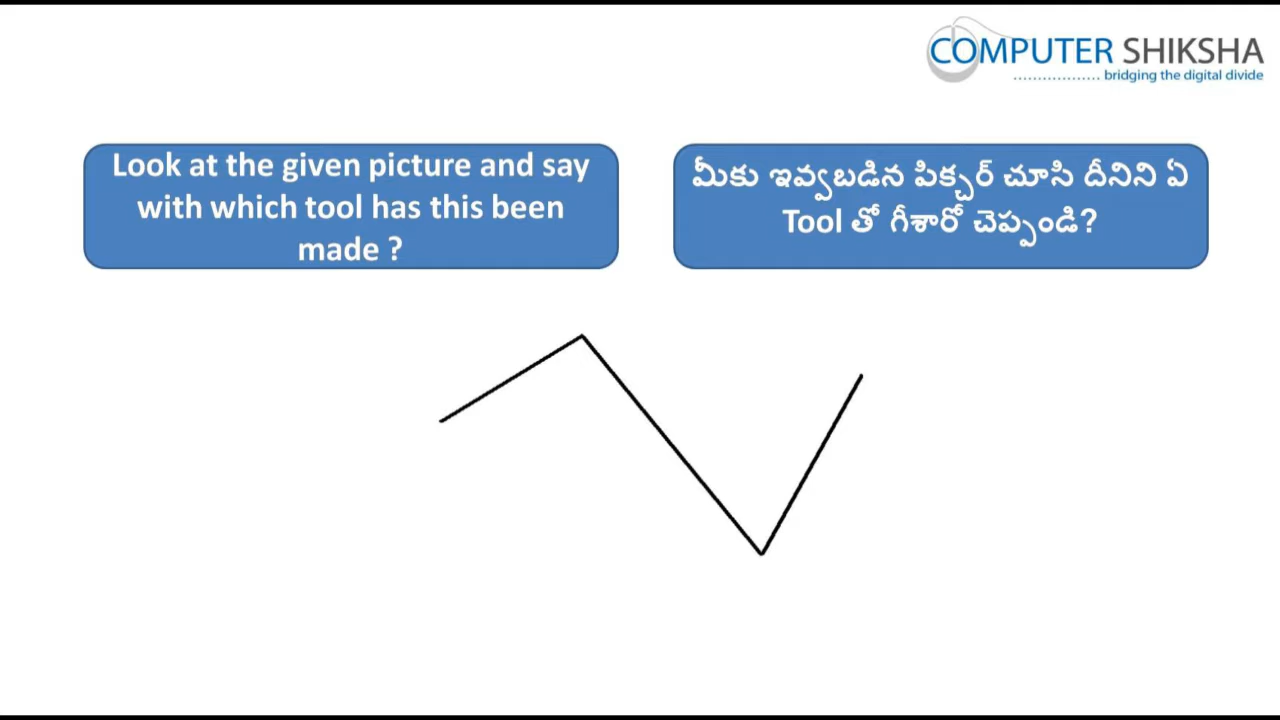 COMPUTER SHIKSHA
bridging the digital divide
Look at the given picture and say
with which tool has this been
made ?
మీకు ఇవ్వబడిన పిక్చర్ చూసి దీనిని ఏ
Tool తో గీశారో చెప్పండి?